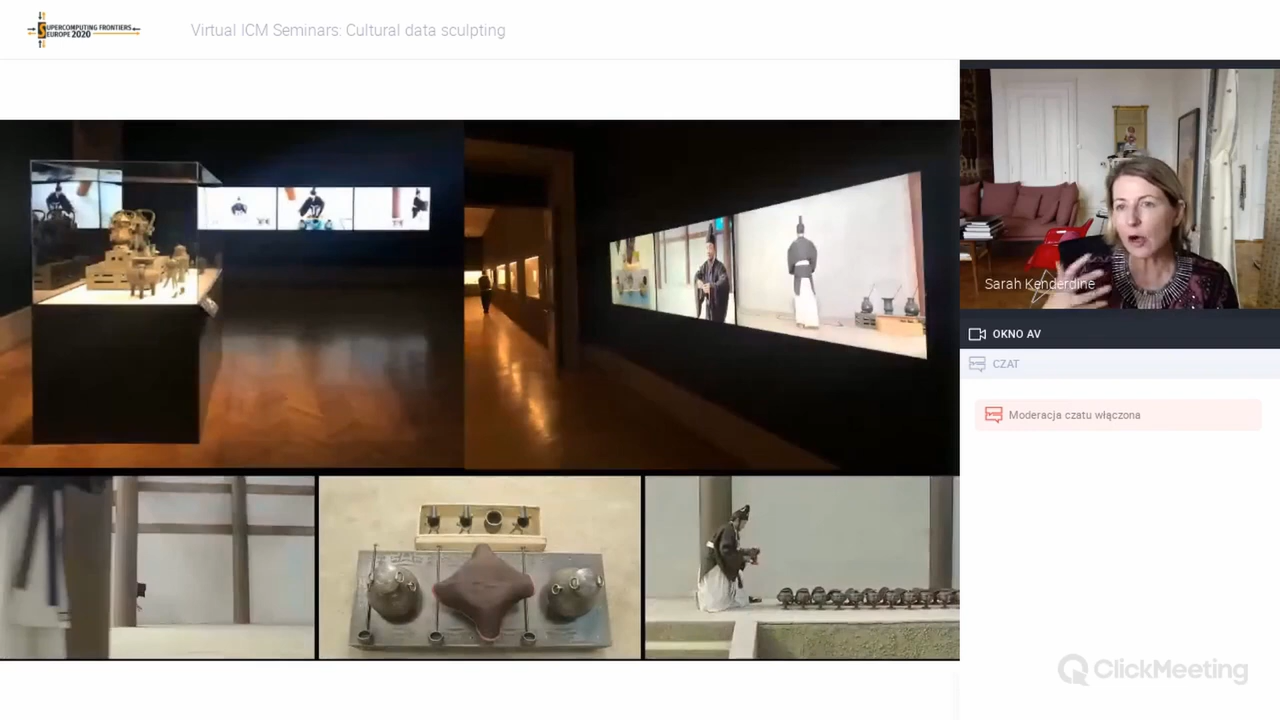 SUPERCOMPUTING FRONTIERS
EUROPE 2020
Virtual ICM Seminars: Cultural data sculpting
Sarah Kenderdine
OKNO AV
CZAT
Moderacja czatu włączona
ClickMeeting